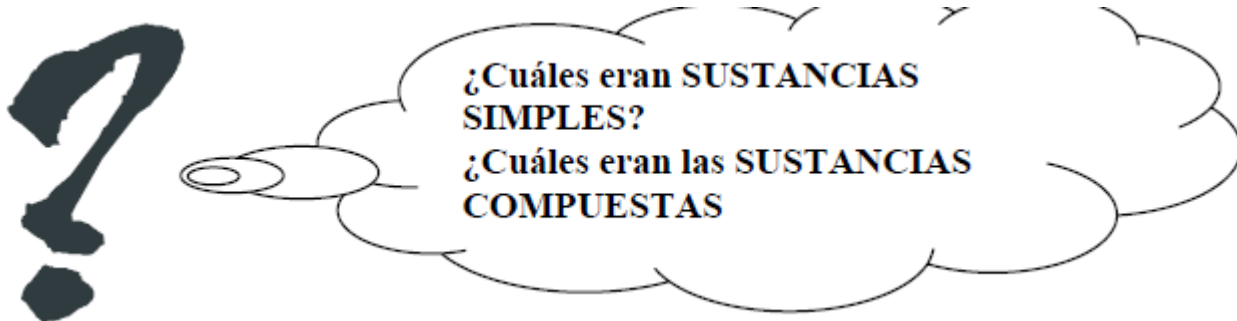 ¿Cuáles eran SUSTANCIAS
SIMPLES?
¿Cuáles eran las SUSTANCIAS
COMPUESTAS